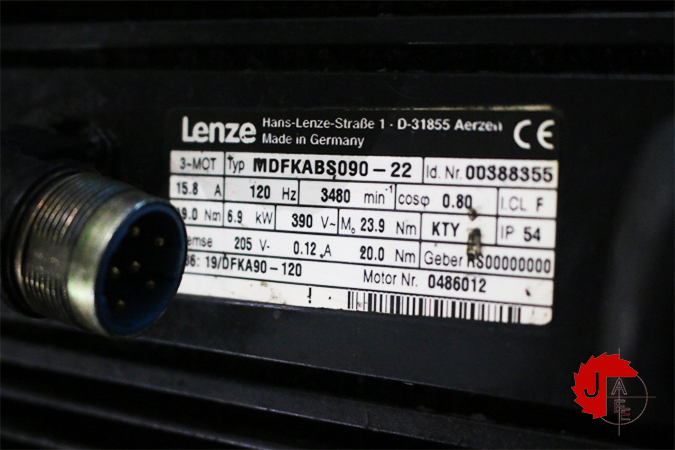 Lenze Hans-Lenze-Straße 1 · D-31855 Aerzen CE
Made in Germany
3-MOT Typ MDFKABS090-22 Id. Nr. 00388355
15.8 A 120 Hz 3480 min⁻¹ cosφ 0.80 I.CL F
9.0 Nm 6.9 kW 390 V~ M₀ 23.9 Nm KTY IP 54
205 V- 0.12 A 20.0 Nm Geber RS00000000
86: 19/DFKA90-120 Motor Nr. 0486012
J